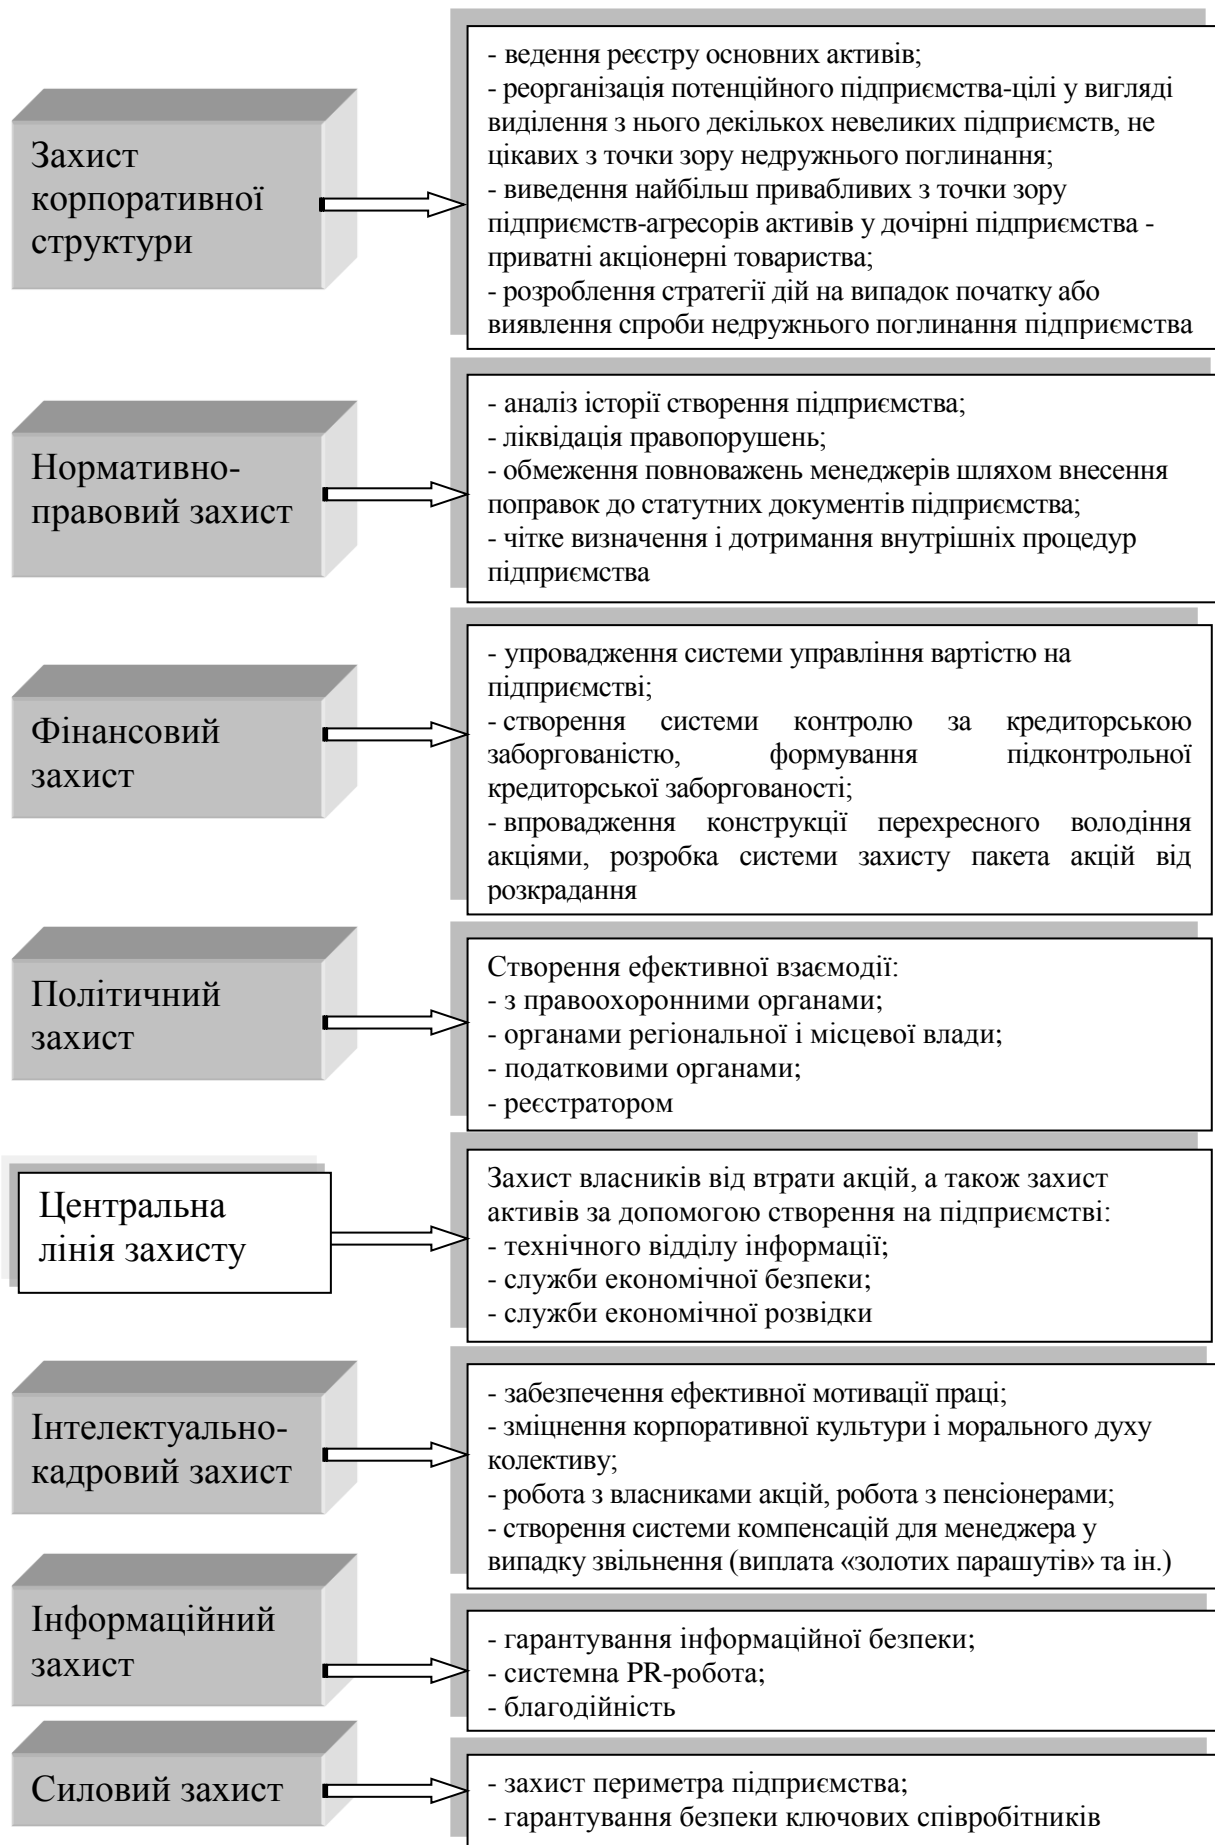 Захист
корпоративної
структури
- ведення реєстру основних активів;
- реорганізація потенційного підприємства-цілі у вигляді
виділення з нього декількох невеликих підприємств, не
цікавих з точки зору недружнього поглинання;
- виведення найбільш привабливих з точки зору
підприємств-агресорів активів у дочірні підприємства -
приватні акціонерні товариства;
- розроблення стратегії дій на випадок початку або
виявлення спроби недружнього поглинання підприємства
Нормативно-
правовий захист
- аналіз історії створення підприємства;
- ліквідація правопорушень;
- обмеження повноважень менеджерів шляхом внесення
поправок до статутних документів підприємства;
- чітке визначення і дотримання внутрішніх процедур
підприємства
Фінансовий
захист
- упровадження системи управління вартістю на
підприємстві;
- створення системи контролю за кредиторською
заборгованістю, формування підконтрольної
кредиторської заборгованості;
- впровадження конструкції перехресного володіння
акціями, розробка системи захисту пакета акцій від
розкрадання
Політичний
захист
Створення ефективної взаємодії:
- з правоохоронними органами;
- органами регіональної і місцевої влади;
- податковими органами;
- реєстратором
Центральна
лінія захисту
Захист власників від втрати акцій, а також захист
активів за допомогою створення на підприємстві:
- технічного відділу інформації;
- служби економічної безпеки;
- служби економічної розвідки
Інтелектуально-
кадровий захист
- забезпечення ефективної мотивації праці;
- зміцнення корпоративної культури і морального духу
колективу;
- робота з власниками акцій, робота з пенсіонерами;
- створення системи компенсацій для менеджера у
випадку звільнення (виплата «золотих парашутів» та ін.)
Інформаційний
захист
- гарантування інформаційної безпеки;
- системна PR-робота;
- благодійність
Силовий захист
- захист периметра підприємства;
- гарантування безпеки ключових співробітників